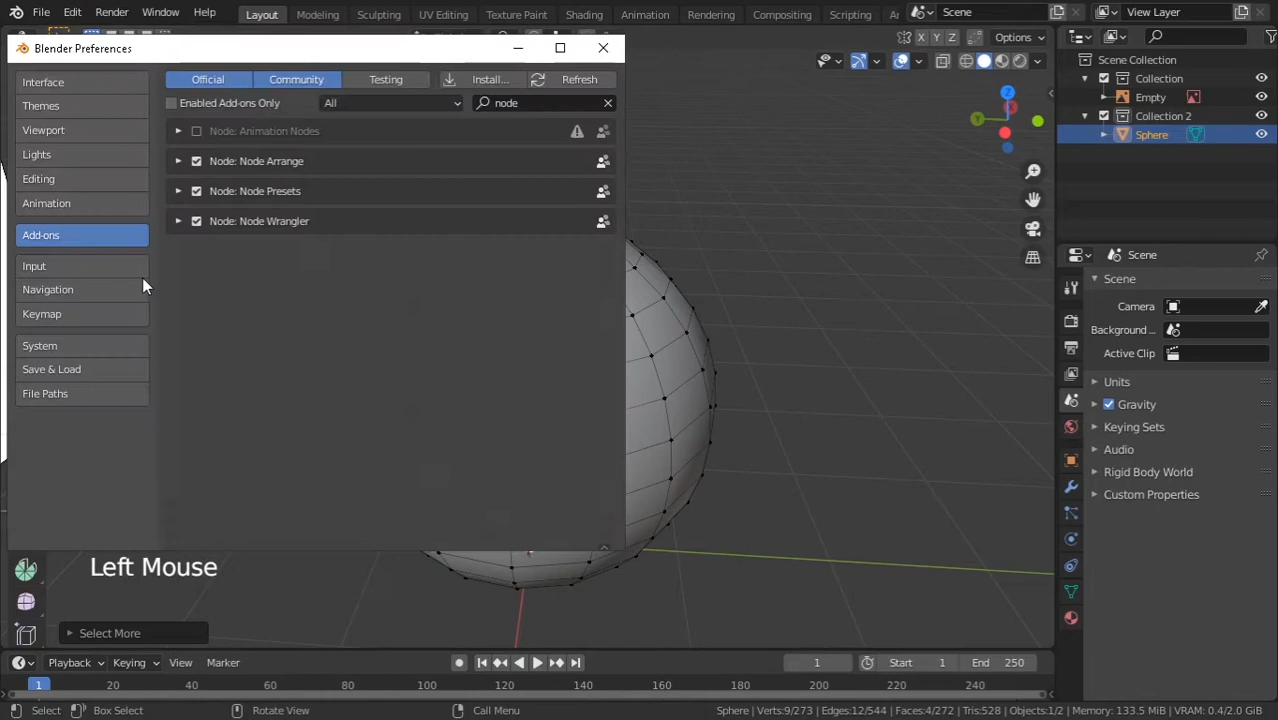 File Edit Render Window Help Layout Modeling Sculpting UV Editing Texture Paint Shading Animation Rendering Compositing Scripting Scene View Layer
Blender Preferences
Options
Interface
Themes
Viewport
Lights
Editing
Animation
Add-ons
Input
Navigation
Keymap
System
Save & Load
File Paths
Official Community Testing Install... Refresh
Enabled Add-ons Only All node
Node: Animation Nodes
Node: Node Arrange
Node: Node Presets
Node: Node Wrangler
X Y Z
Z
Y
Scene Collection
Collection
Empty
Collection 2
Sphere
Scene
Scene
Camera
Background ...
Active Clip
Units
Gravity
Keying Sets
Audio
Rigid Body World
Custom Properties
Left Mouse
Select More
Playback Keying View Marker 1 Start 1 End 250
1 20 40 60 80 100 120 140 160 180 200 220 240
Select Box Select Rotate View Call Menu Sphere | Verts:9/273 | Edges:12/544 | Faces:4/272 | Tris:528 | Objects:1/2 | Memory: 133.5 MiB | VRAM: 0.4/2.0 GiB